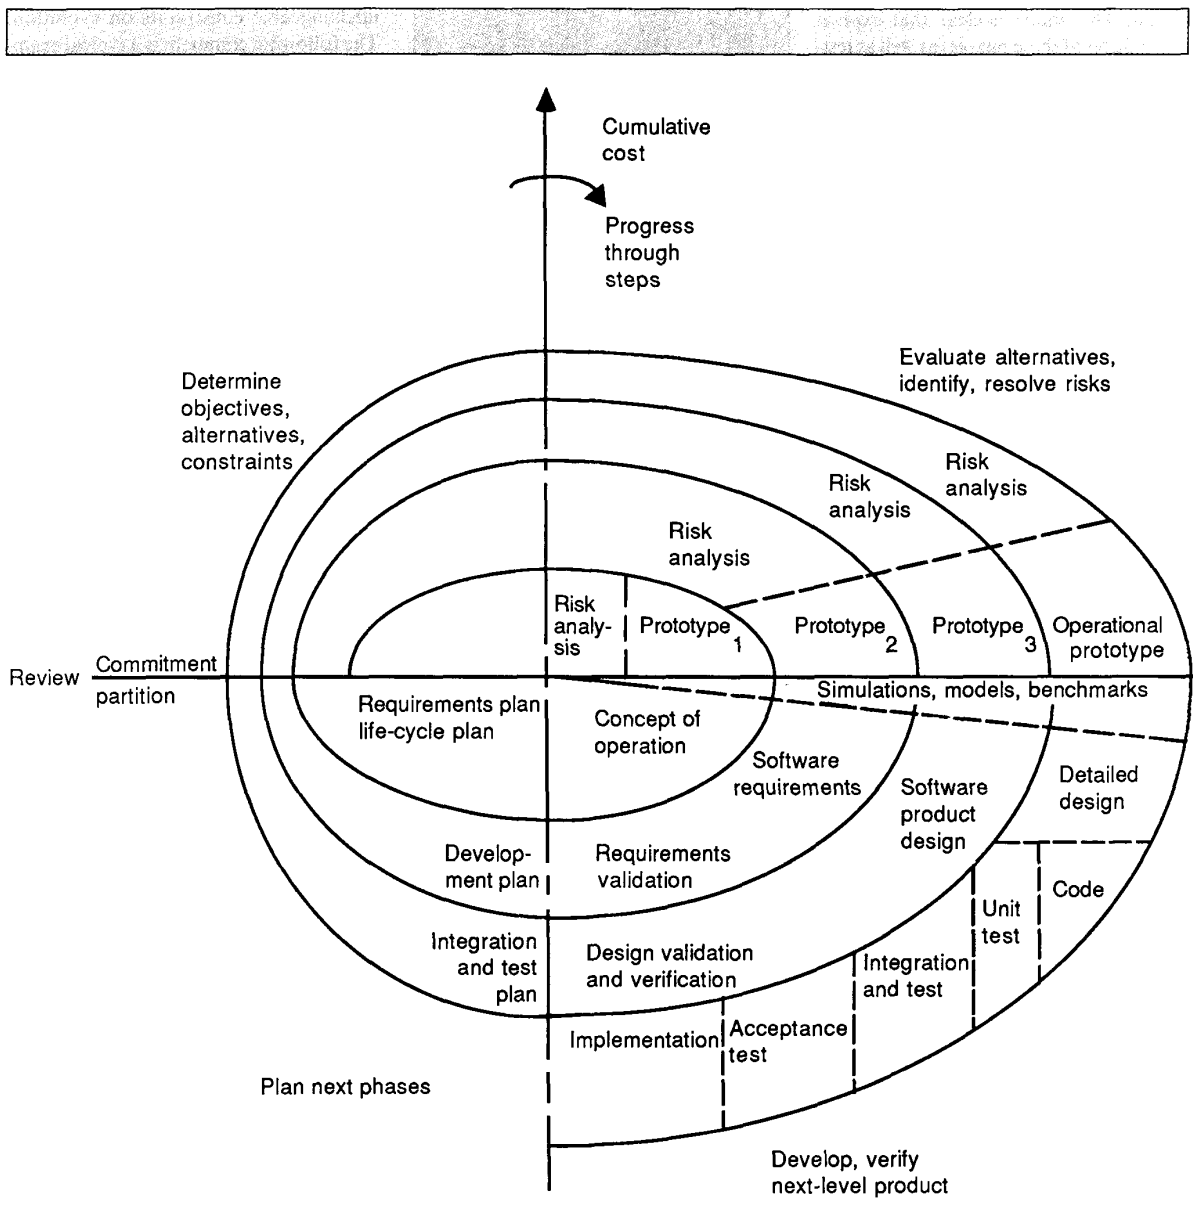 Cumulative
cost
Progress
through
steps
Evaluate alternatives,
identify, resolve risks
Determine
objectives,
alternatives,
constraints
Risk
analysis
Risk
analysis
Risk
analysis
Risk
analy-
sis
Prototype 1
Prototype 2
Prototype 3
Operational
prototype
Review
Commitment
partition
Simulations, models, benchmarks
Requirements plan
life-cycle plan
Concept of
operation
Software
requirements
Software
product
design
Detailed
design
Develop-
ment plan
Requirements
validation
Code
Unit
test
Integration
and test
plan
Design validation
and verification
Integration
and test
Implementation
Acceptance
test
Plan next phases
Develop, verify
next-level product